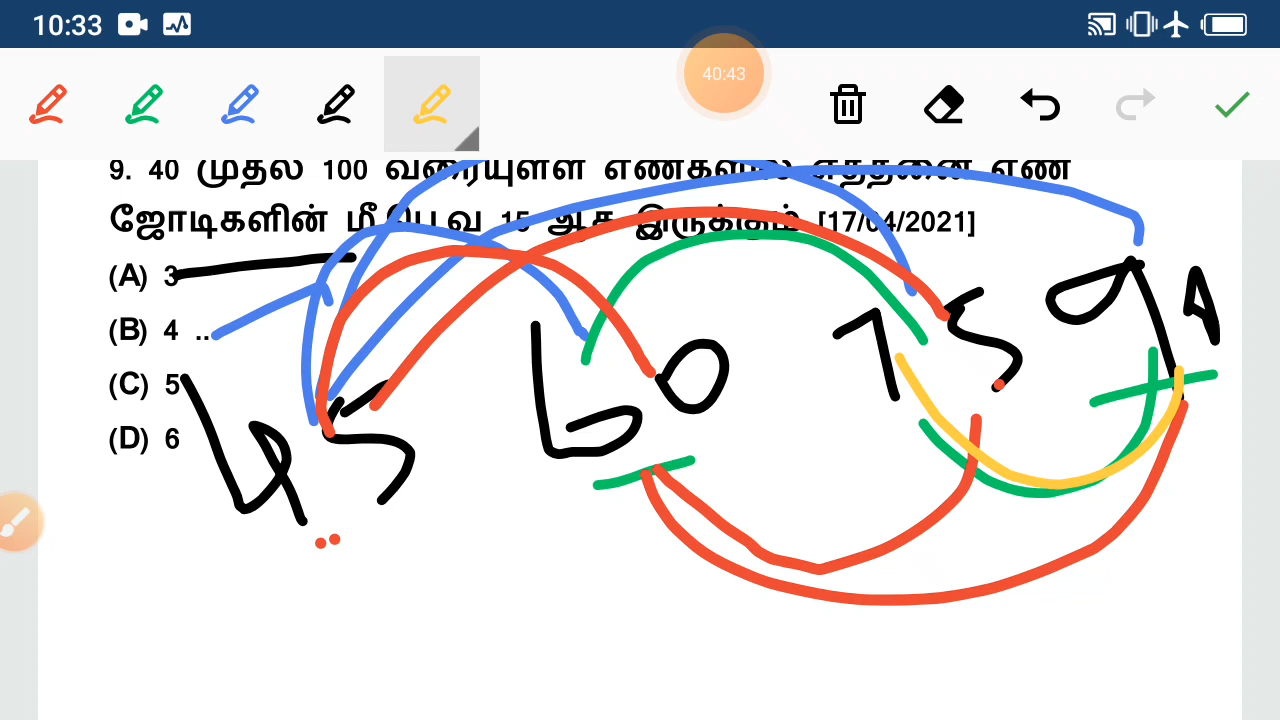 10:33
40:43
9. 40 முதல் 100 வரையுள்ள எண்களில் எத்தனை எண்
ஜோடிகளின் மீ.பெ.வ 15 ஆக இருக்கும் [17/04/2021]
(A) 3
(B) 4 ..
(C) 5
(D) 6
45 60 75 90